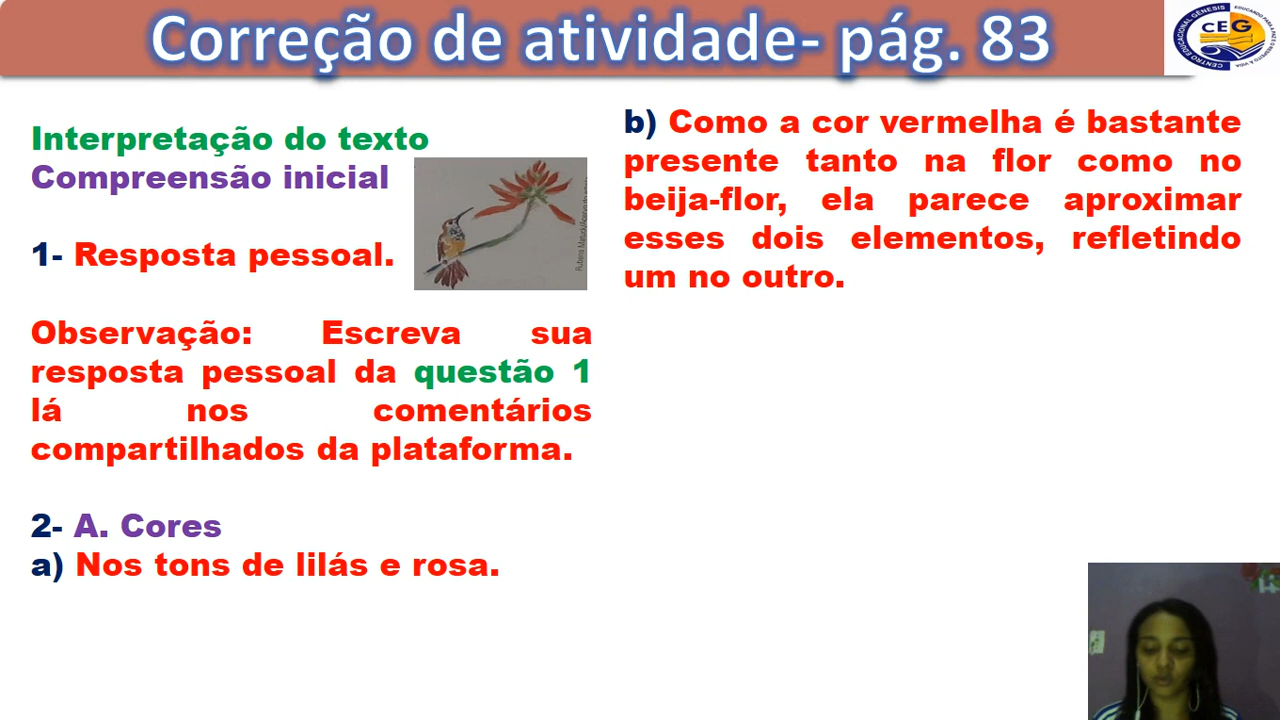 Correção de atividade- pág. 83
CEG
CENTRO EDUCACIONAL GÊNESIS
Interpretação do texto
Compreensão inicial
1- Resposta pessoal.
Observação: Escreva sua
resposta pessoal da questão 1
lá nos comentários
compartilhados da plataforma.
2- A. Cores
a) Nos tons de lilás e rosa.
b) Como a cor vermelha é bastante
presente tanto na flor como no
beija-flor, ela parece aproximar
esses dois elementos, refletindo
um no outro.